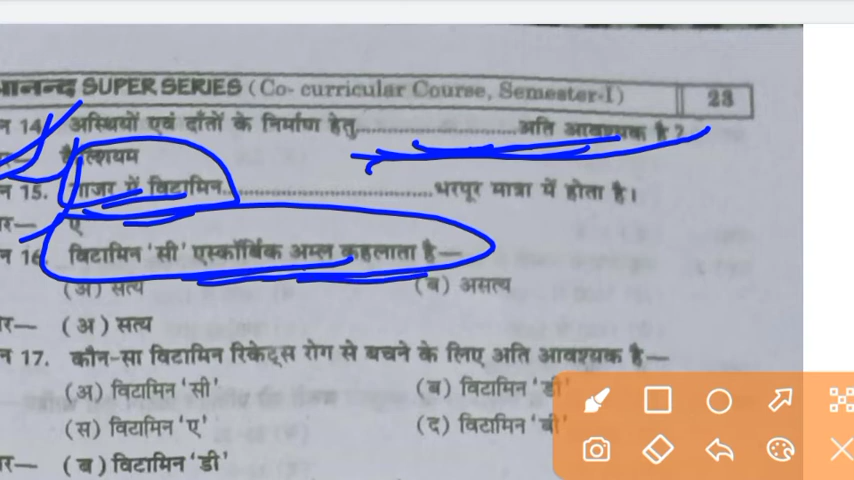 आनन्द SUPER SERIES (Co- curricular Course, Semester-I) 23
14. अस्थियों एवं दाँतों के निर्माण हेतु..............................अति आवश्यक है ?
कैल्शियम
15. गाजर में विटामिन......................................भरपूर मात्रा में होता है।
ए
16. विटामिन 'सी' एस्कॉर्बिक अम्ल कहलाता है—
(अ) सत्य (ब) असत्य
(अ) सत्य
17. कौन-सा विटामिन रिकेट्स रोग से बचने के लिए अति आवश्यक है—
(अ) विटामिन 'सी' (ब) विटामिन 'डी'
(स) विटामिन 'ए' (द) विटामिन 'बी'
(ब) विटामिन 'डी'